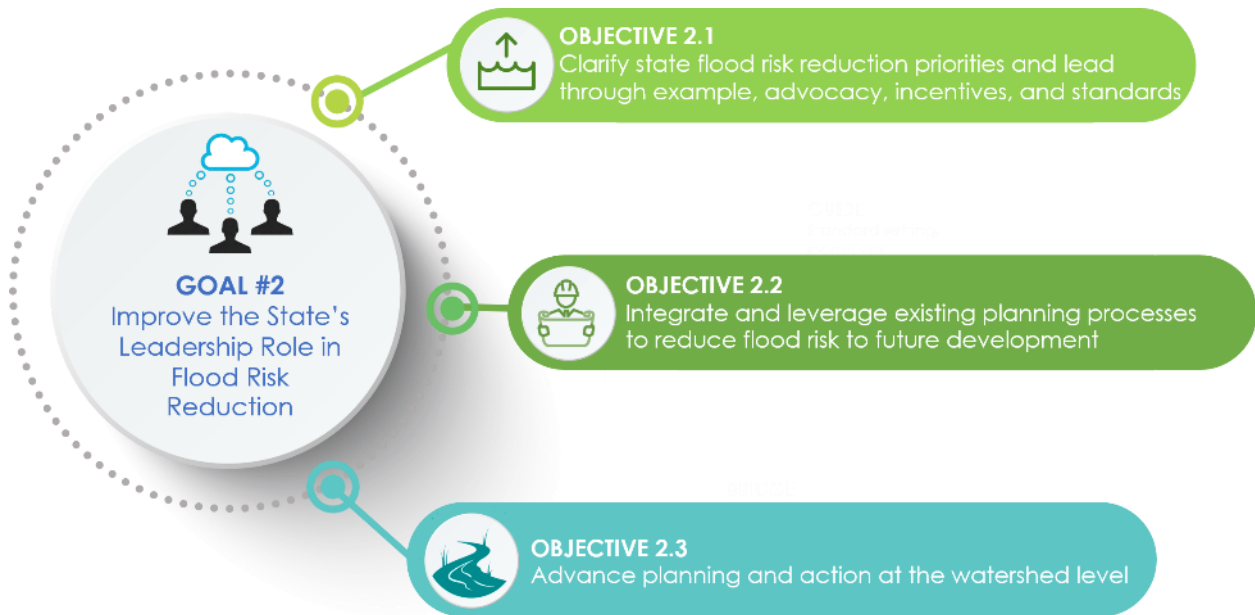 OBJECTIVE 2.1
Clarify state flood risk reduction priorities and lead
through example, advocacy, incentives, and standards
GOAL #2
Improve the State's
Leadership Role in
Flood Risk
Reduction
OBJECTIVE 2.2
Integrate and leverage existing planning processes
to reduce flood risk to future development
OBJECTIVE 2.3
Advance planning and action at the watershed level